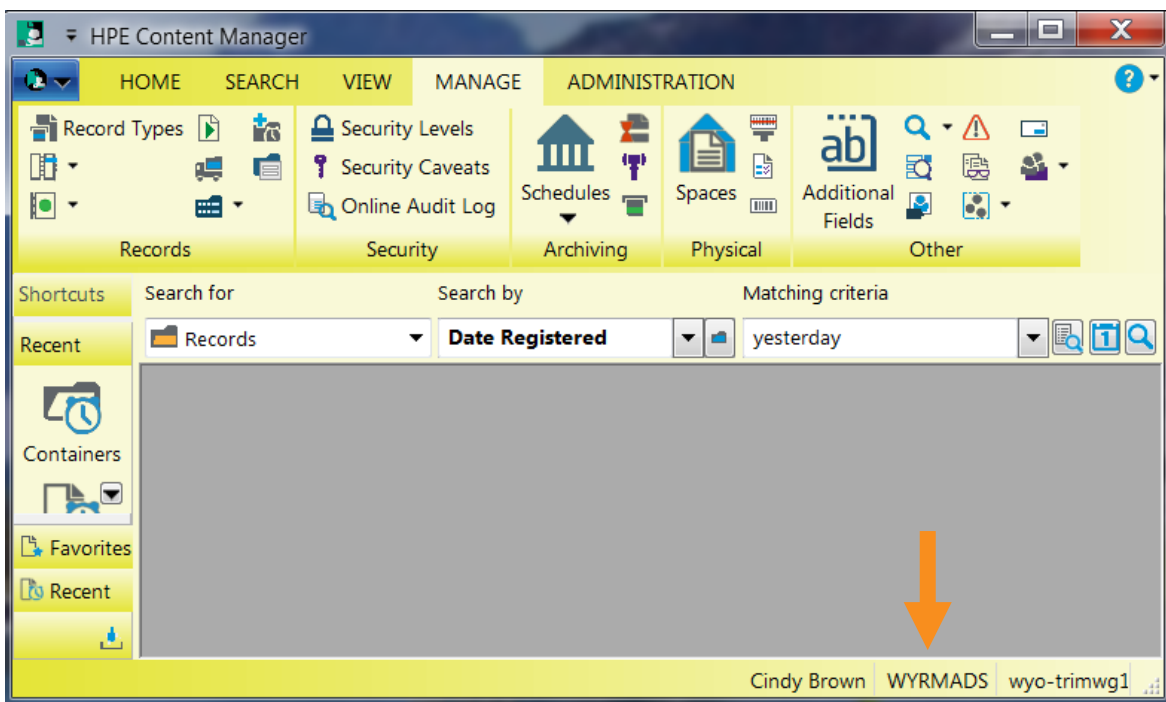 HPE Content Manager
HOME SEARCH VIEW MANAGE ADMINISTRATION ?
Record Types
Security Levels
Security Caveats
Online Audit Log
Schedules
Spaces
ab
Additional
Fields
Records Security Archiving Physical Other
Shortcuts Search for Search by Matching criteria
Recent Records Date Registered yesterday 1
Containers
Favorites
Recent
Cindy Brown WYRMADS wyo-trimwg1